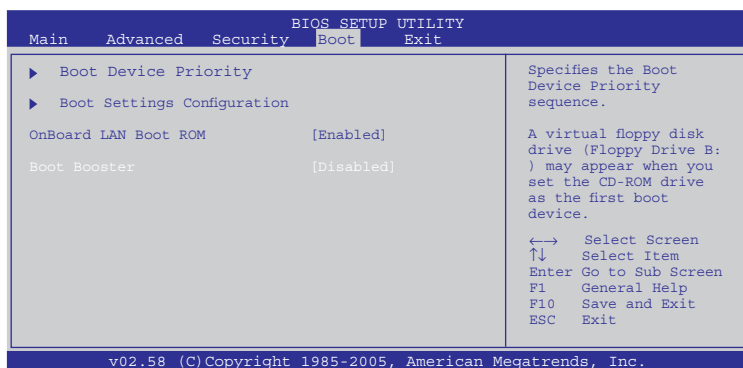 BIOS SETUP UTILITY
Main Advanced Security Boot Exit
Boot Device Priority
Boot Settings Configuration
OnBoard LAN Boot ROM [Enabled]
Boot Booster [Disabled]
Specifies the Boot
Device Priority
sequence.
A virtual floppy disk
drive (Floppy Drive B:
) may appear when you
set the CD-ROM drive
as the first boot
device.
←→ Select Screen
↑↓ Select Item
Enter Go to Sub Screen
F1 General Help
F10 Save and Exit
ESC Exit
v02.58 (C)Copyright 1985-2005, American Megatrends, Inc.